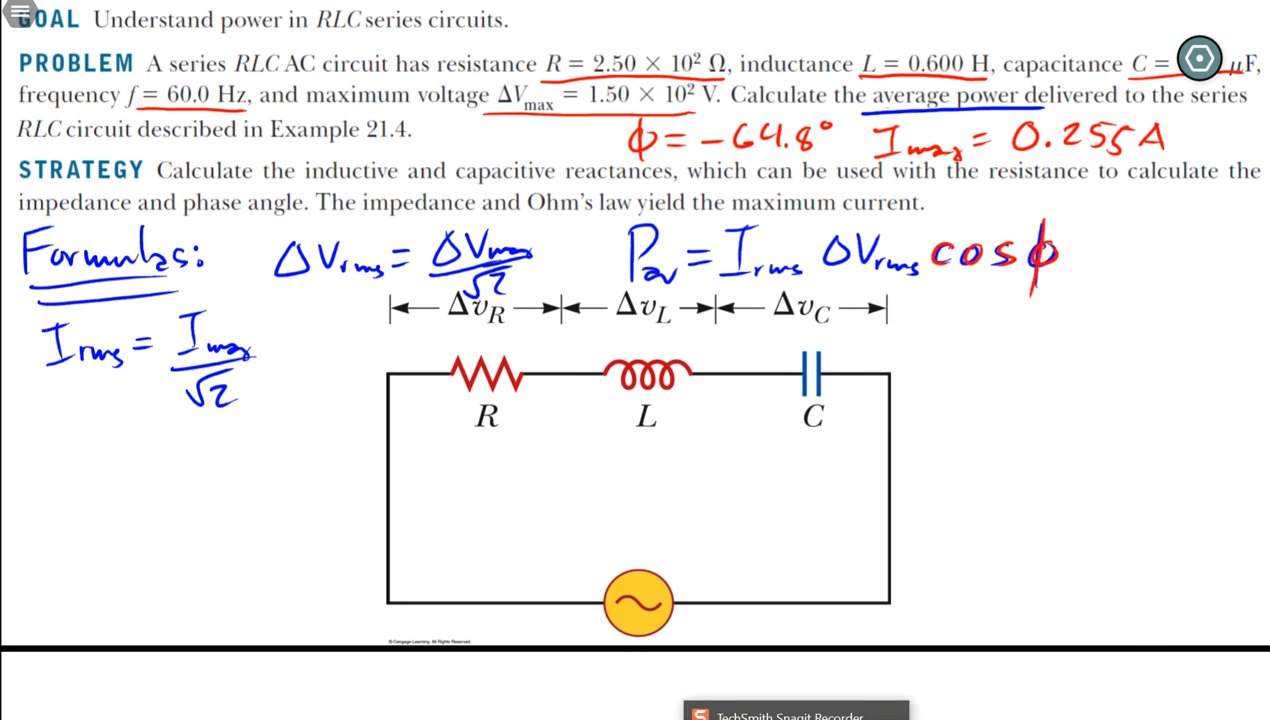 GOAL Understand power in RLC series circuits.
PROBLEM A series RLC AC circuit has resistance R = 2.50 × 10² Ω, inductance L = 0.600 H, capacitance C = μF,
frequency f = 60.0 Hz, and maximum voltage ΔVmax = 1.50 × 10² V. Calculate the average power delivered to the series
RLC circuit described in Example 21.4.
ϕ = -64.8° Imax = 0.255A
STRATEGY Calculate the inductive and capacitive reactances, which can be used with the resistance to calculate the
impedance and phase angle. The impedance and Ohm's law yield the maximum current.
Formulas: ΔVrms = ΔVmax/√2 Pav = Irms ΔVrms cosϕ
ΔvR ΔvL ΔvC
Irms = Imax/√2
R L C
© Cengage Learning. All Rights Reserved.
TechSmith Snagit Recorder